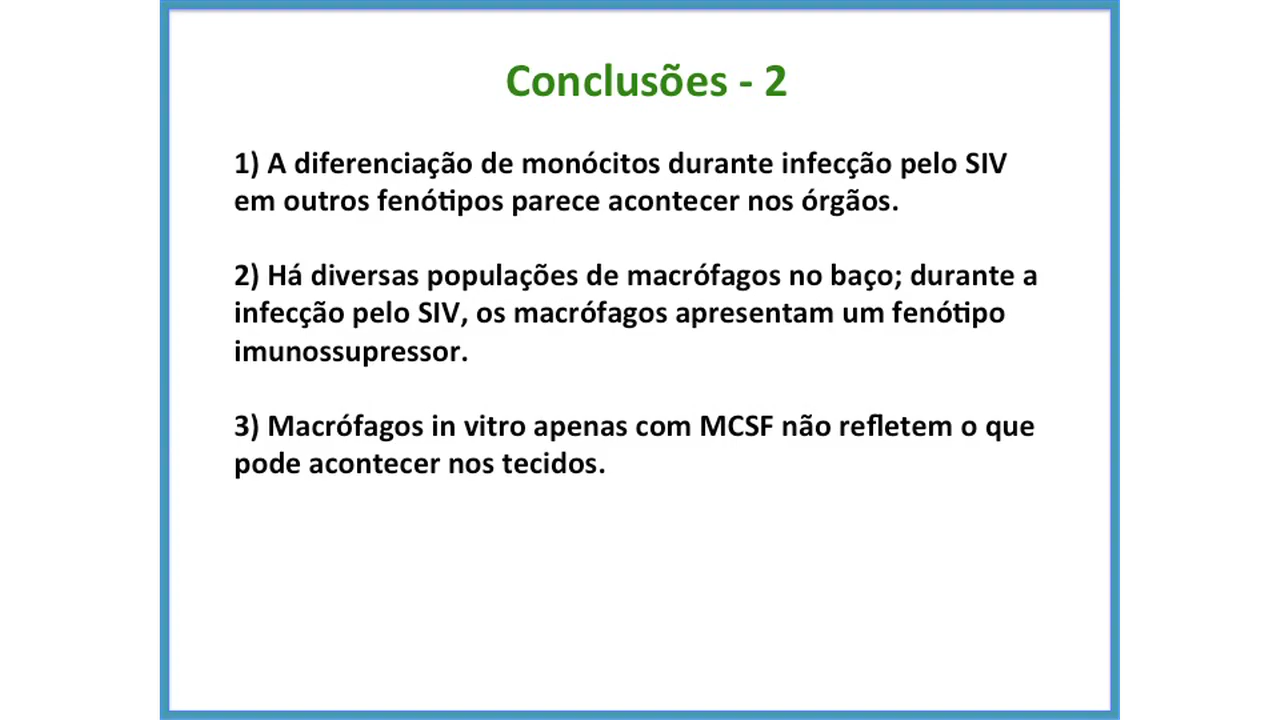 Conclusões - 2
1) A diferenciação de monócitos durante infecção pelo SIV
em outros fenótipos parece acontecer nos órgãos.
2) Há diversas populações de macrófagos no baço; durante a
infecção pelo SIV, os macrófagos apresentam um fenótipo
imunossupressor.
3) Macrófagos in vitro apenas com MCSF não refletem o que
pode acontecer nos tecidos.